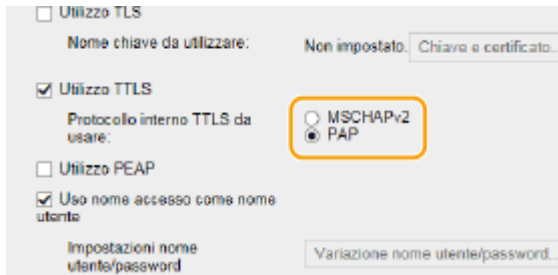 Utilizzo TLS
Nome chiave da utilizzare: Non impostato. Chiave e certificato...
Utilizzo TTLS
Protocollo interno TTLS da
usare:
MSCHAPv2
PAP
Utilizzo PEAP
Uso nome accesso come nome
utente
Impostazioni nome
utente/password
Variazione nome utente/password...